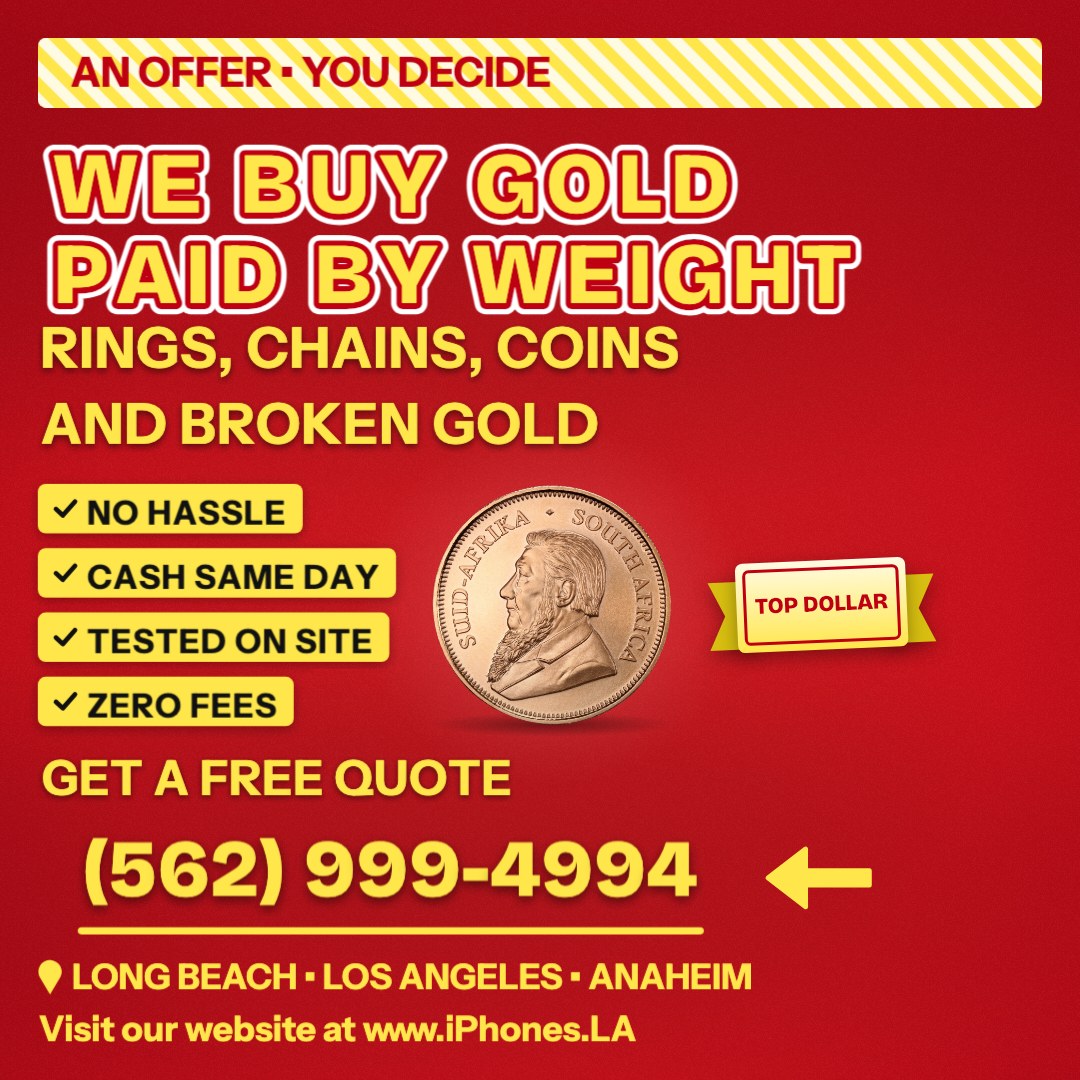 AN OFFER ▪ YOU DECIDE
WE BUY GOLD
PAID BY WEIGHT
RINGS, CHAINS, COINS
AND BROKEN GOLD
✓ NO HASSLE
✓ CASH SAME DAY
✓ TESTED ON SITE
✓ ZERO FEES
SUID-AFRIKA • SOUTH AFRICA
TOP DOLLAR
GET A FREE QUOTE
(562) 999-4994
LONG BEACH ▪ LOS ANGELES ▪ ANAHEIM
Visit our website at www.iPhones.LA